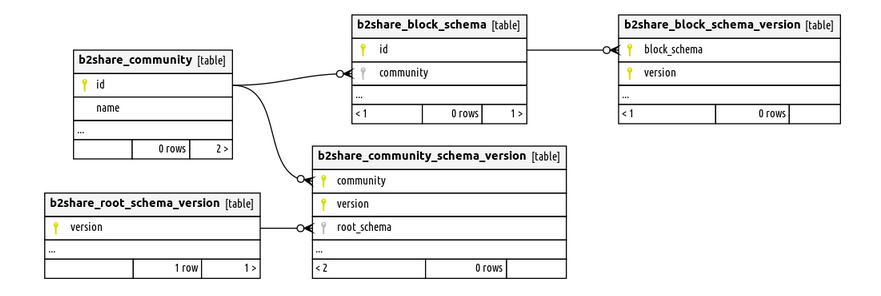 b2share_block_schema [table]
id
community
...
< 1 0 rows 1 >
b2share_block_schema_version [table]
block_schema
version
...
< 1 0 rows
b2share_community [table]
id
name
...
0 rows 2 >
b2share_community_schema_version [table]
community
version
root_schema
...
< 2 0 rows
b2share_root_schema_version [table]
version
...
1 row 1 >